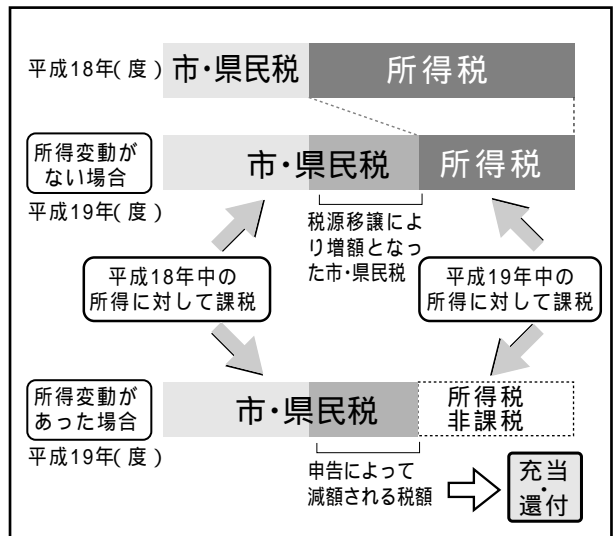 平成18年(度)
市・県民税
所得税
所得変動が
ない場合
平成19年(度)
市・県民税
所得税
税源移譲によ
り増額となっ
た市・県民税
平成18年中の
所得に対して課税
平成19年中の
所得に対して課税
所得変動が
あった場合
平成19年(度)
市・県民税
所得税
非課税
申告によって
減額される税額
充当
・
還付